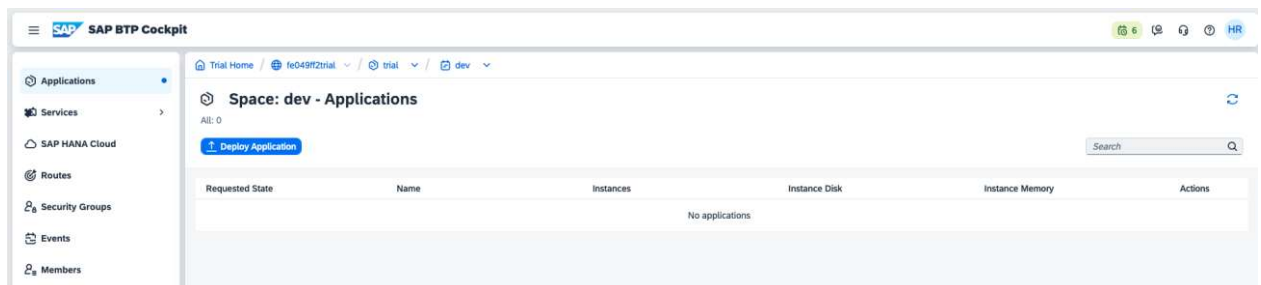 SAP SAP BTP Cockpit
6
HR
Trial Home / fe049ff2trial / trial / dev
Applications
Services
SAP HANA Cloud
Routes
Security Groups
Events
Members
Space: dev - Applications
All: 0
Deploy Application
Search
Requested State Name Instances Instance Disk Instance Memory Actions
No applications